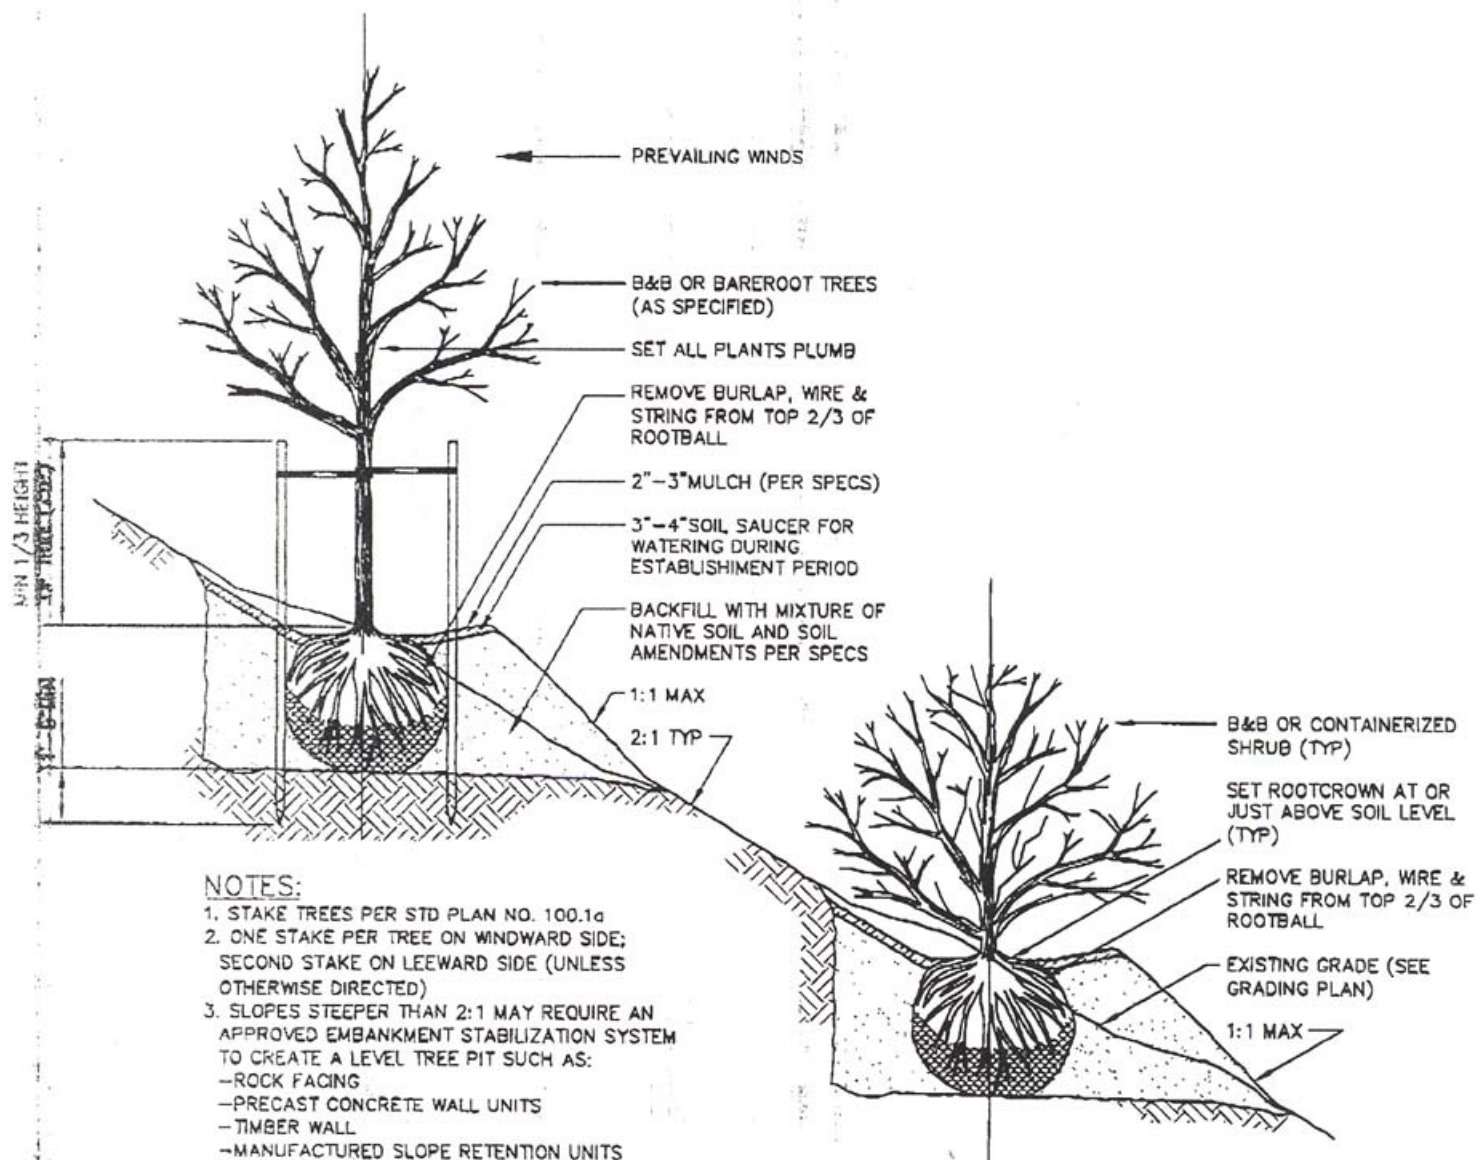 PREVAILING WINDS
B&B OR BAREROOT TREES
(AS SPECIFIED)
SET ALL PLANTS PLUMB
REMOVE BURLAP, WIRE &
STRING FROM TOP 2/3 OF
ROOTBALL
2"-3"MULCH (PER SPECS)
3"-4"SOIL SAUCER FOR
WATERING DURING
ESTABLISHIMENT PERIOD
BACKFILL WITH MIXTURE OF
NATIVE SOIL AND SOIL
AMENDMENTS PER SPECS
1:1 MAX
2:1 TYP
MIN 1/3 HEIGHT
B&B OR CONTAINERIZED
SHRUB (TYP)
SET ROOTCROWN AT OR
JUST ABOVE SOIL LEVEL
(TYP)
REMOVE BURLAP, WIRE &
STRING FROM TOP 2/3 OF
ROOTBALL
EXISTING GRADE (SEE
GRADING PLAN)
1:1 MAX
NOTES:
1. STAKE TREES PER STD PLAN NO. 100.1a
2. ONE STAKE PER TREE ON WINDWARD SIDE;
SECOND STAKE ON LEEWARD SIDE (UNLESS
OTHERWISE DIRECTED)
3. SLOPES STEEPER THAN 2:1 MAY REQUIRE AN
APPROVED EMBANKMENT STABILIZATION SYSTEM
TO CREATE A LEVEL TREE PIT SUCH AS:
-ROCK FACING
-PRECAST CONCRETE WALL UNITS
-TIMBER WALL
-MANUFACTURED SLOPE RETENTION UNITS